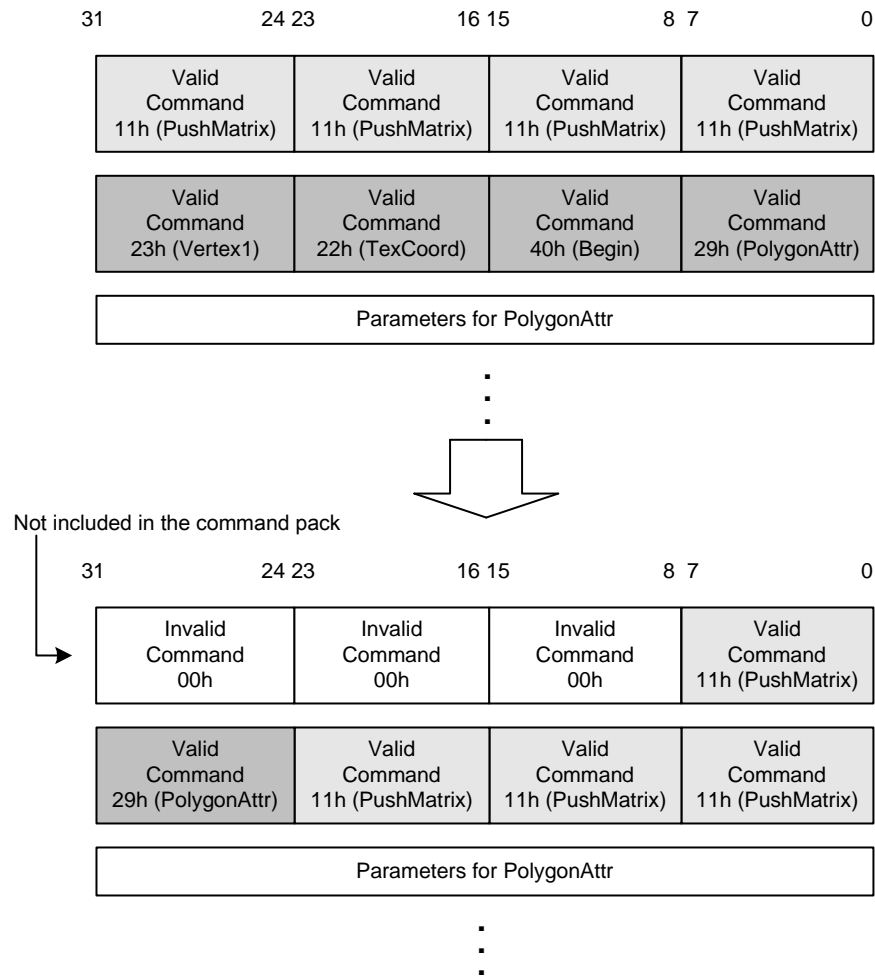 31 24 23 16 15 8 7 0
Valid Valid Valid Valid
Command Command Command Command
11h (PushMatrix) 11h (PushMatrix) 11h (PushMatrix) 11h (PushMatrix)
Valid Valid Valid Valid
Command Command Command Command
23h (Vertex1) 22h (TexCoord) 40h (Begin) 29h (PolygonAttr)
Parameters for PolygonAttr
Not included in the command pack
31 24 23 16 15 8 7 0
Invalid Invalid Invalid Valid
Command Command Command Command
00h 00h 00h 11h (PushMatrix)
Valid Valid Valid Valid
Command Command Command Command
29h (PolygonAttr) 11h (PushMatrix) 11h (PushMatrix) 11h (PushMatrix)
Parameters for PolygonAttr